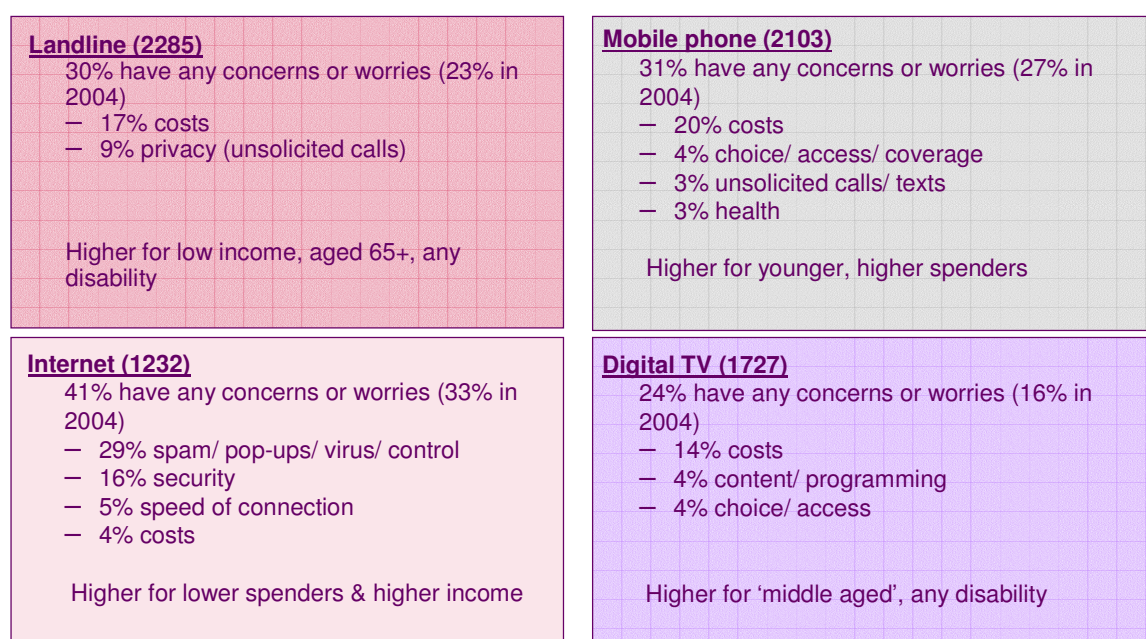 Landline (2285)
30% have any concerns or worries (23% in
2004)
– 17% costs
– 9% privacy (unsolicited calls)
Higher for low income, aged 65+, any
disability
Mobile phone (2103)
31% have any concerns or worries (27% in
2004)
– 20% costs
– 4% choice/ access/ coverage
– 3% unsolicited calls/ texts
– 3% health
Higher for younger, higher spenders
Internet (1232)
41% have any concerns or worries (33% in
2004)
– 29% spam/ pop-ups/ virus/ control
– 16% security
– 5% speed of connection
– 4% costs
Higher for lower spenders & higher income
Digital TV (1727)
24% have any concerns or worries (16% in
2004)
– 14% costs
– 4% content/ programming
– 4% choice/ access
Higher for ‘middle aged’, any disability